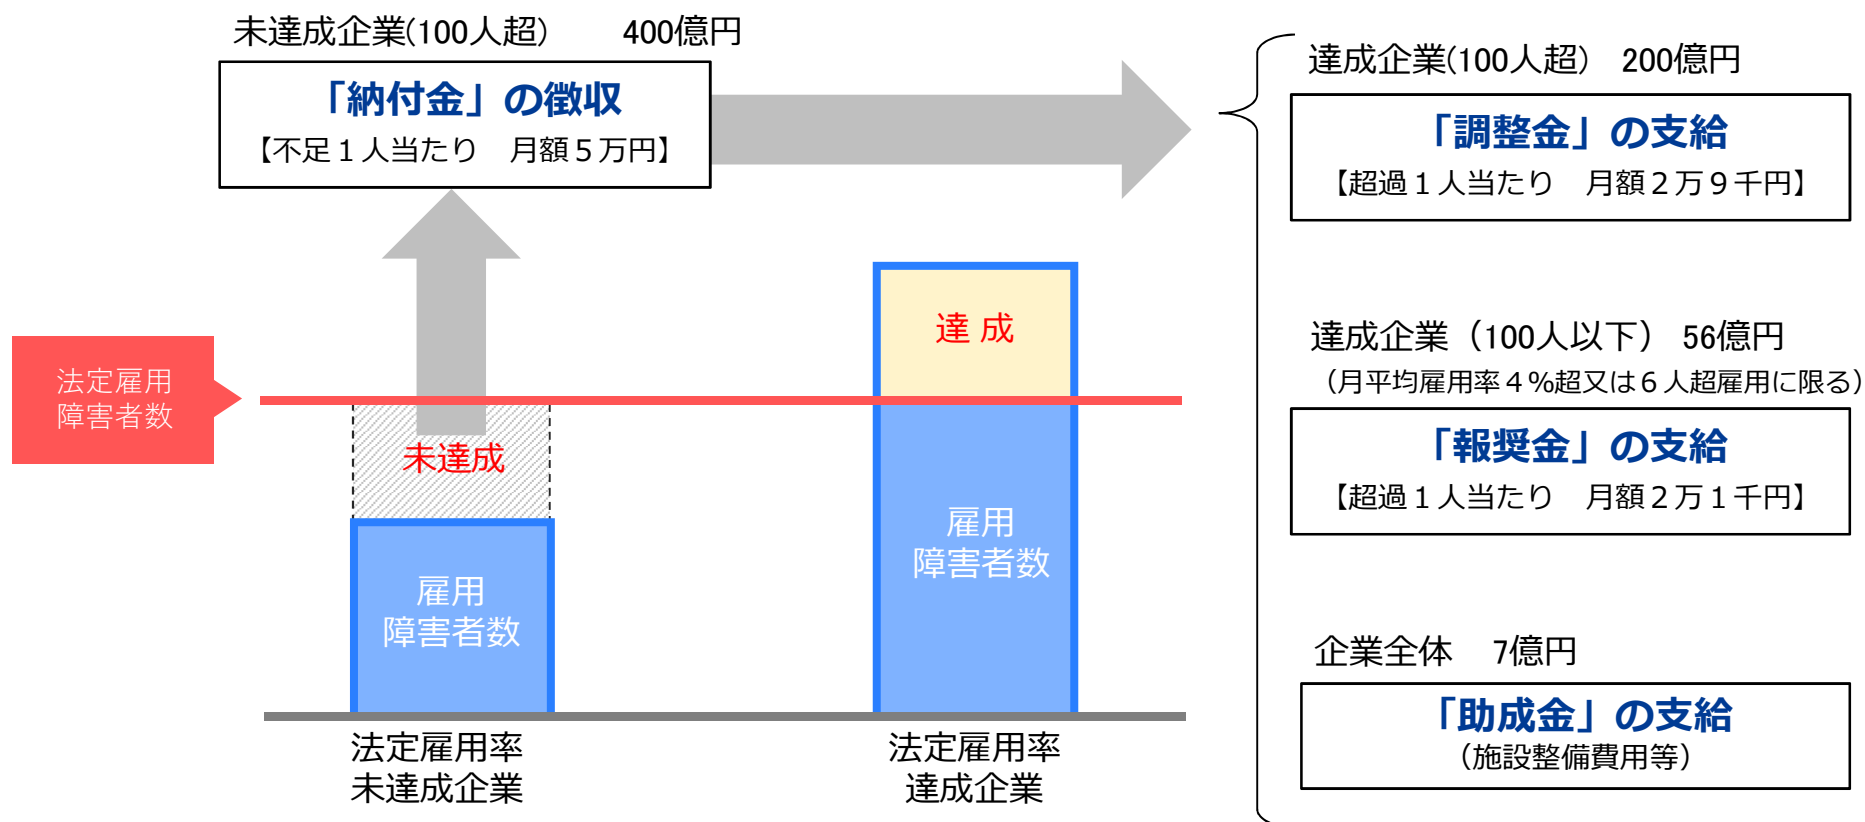 未達成企業(100人超)　　400億円
「納付金」の徴収
【不足１人当たり　月額５万円】
達成企業(100人超)　200億円
「調整金」の支給
【超過１人当たり　月額２万９千円】
達成企業（100人以下） 56億円
（月平均雇用率４％超又は６人超雇用に限る）
「報奨金」の支給
【超過１人当たり　月額２万１千円】
企業全体　7億円
「助成金」の支給
（施設整備費用等）
法定雇用
障害者数
未達成
雇用
障害者数
達 成
雇用
障害者数
法定雇用率
未達成企業
法定雇用率
達成企業